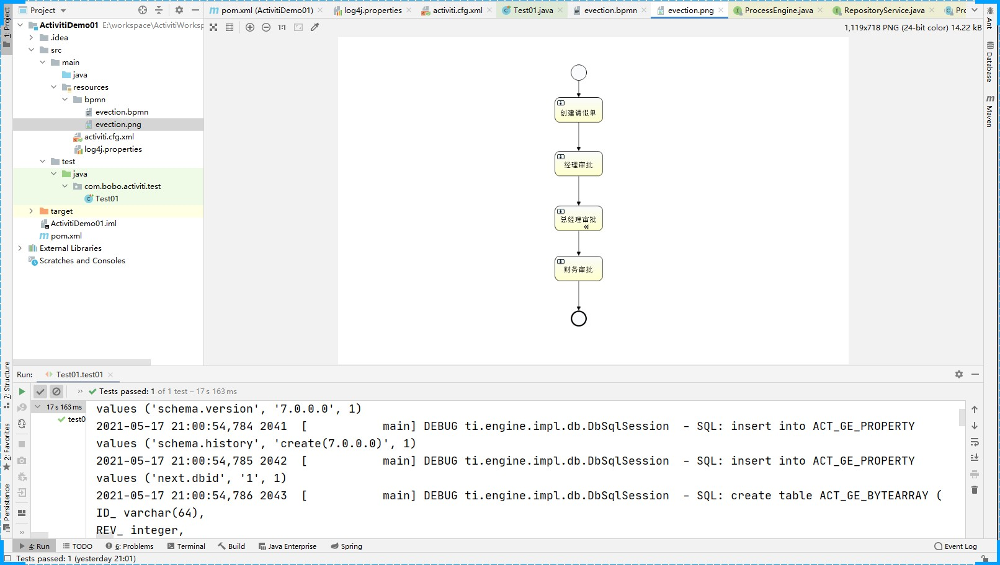 Project
pom.xml (ActivitiDemo01)
log4j.properties
activiti.cfg.xml
Test01.java
evection.bpmn
evection.png
ProcessEngine.java
RepositoryService.java
Prc
1: Project
ActivitiDemo01 E:\workspace\ActivitiWorksp
.idea
src
main
java
resources
bpmn
evection.bpmn
evection.png
activiti.cfg.xml
log4j.properties
test
java
com.bobo.activiti.test
Test01
target
ActivitiDemo01.iml
pom.xml
External Libraries
Scratches and Consoles
1:1
1,119x718 PNG (24-bit color) 14.22 kB
创建请假单
经理审批
总经理审批
财务审批
Ant
Database
Maven
7: Structure
2: Favorites
Persistence
Run:
Test01.test01
Tests passed: 1 of 1 test – 17 s 163 ms
17 s 163 ms
test0
values ('schema.version', '7.0.0.0', 1)
2021-05-17 21:00:54,784 2041 [ main] DEBUG ti.engine.impl.db.DbSqlSession - SQL: insert into ACT_GE_PROPERTY
values ('schema.history', 'create(7.0.0.0)', 1)
2021-05-17 21:00:54,785 2042 [ main] DEBUG ti.engine.impl.db.DbSqlSession - SQL: insert into ACT_GE_PROPERTY
values ('next.dbid', '1', 1)
2021-05-17 21:00:54,786 2043 [ main] DEBUG ti.engine.impl.db.DbSqlSession - SQL: create table ACT_GE_BYTEARRAY (
ID_ varchar(64),
REV_ integer,
4: Run
TODO
6: Problems
Terminal
Build
Java Enterprise
Spring
Event Log
Tests passed: 1 (yesterday 21:01)